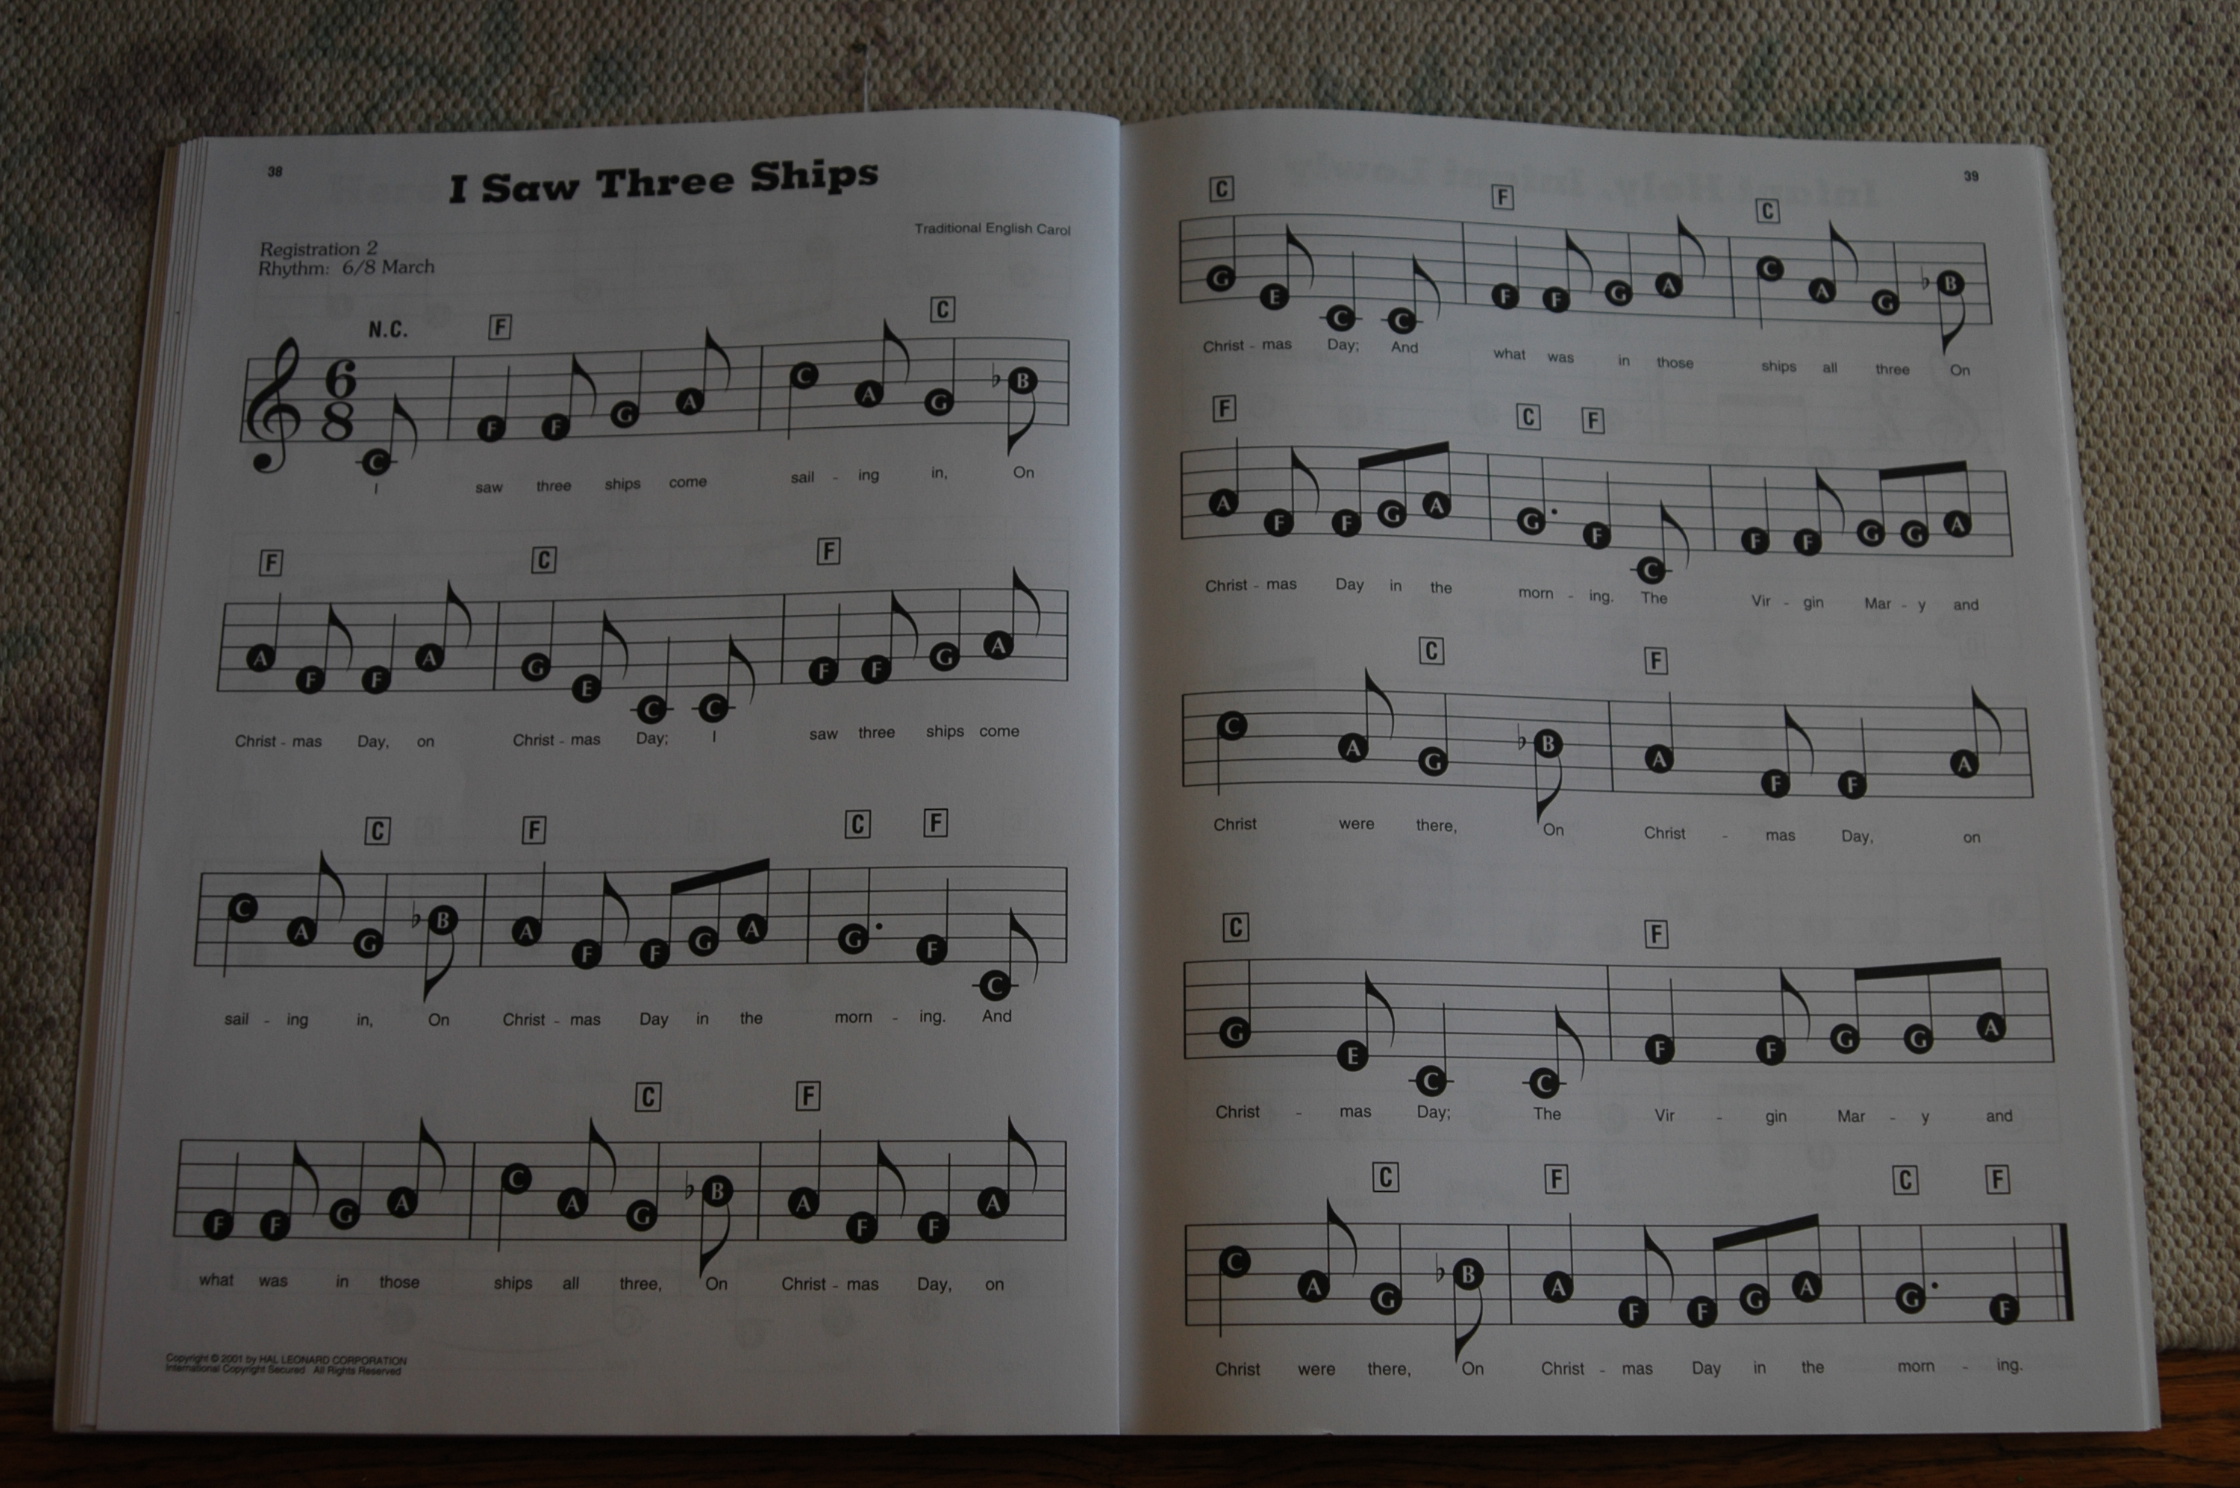 38
I Saw Three Ships
Traditional English Carol
Registration 2
Rhythm: 6/8 March
N.C. F C
6
8
C F F G A C A G ♭B
I saw three ships come sail - ing in, On
F C F
A F F A G E C C F F G A
Christ - mas Day, on Christ - mas Day; I saw three ships come
C F C F
C A G ♭B A F F G A G F C
sail - ing in, On Christ - mas Day in the morn - ing. And
C F
F F G A C A G ♭B A F F A
what was in those ships all three, On Christ - mas Day, on
Copyright © 2001 by HAL LEONARD CORPORATION
International Copyright Secured All Rights Reserved
39
C F C
G E C C F F G A C A G ♭B
Christ - mas Day; And what was in those ships all three On
F C F
A F F G A G F C F F G G A
Christ - mas Day in the morn - ing. The Vir - gin Mar - y and
C F
C A G ♭B A F F A
Christ were there, On Christ - mas Day, on
C F
G E C C F F G G A
Christ - mas Day; The Vir - gin Mar - y and
C F C F
C A G ♭B A F F G A G F
Christ were there, On Christ - mas Day in the morn - ing.